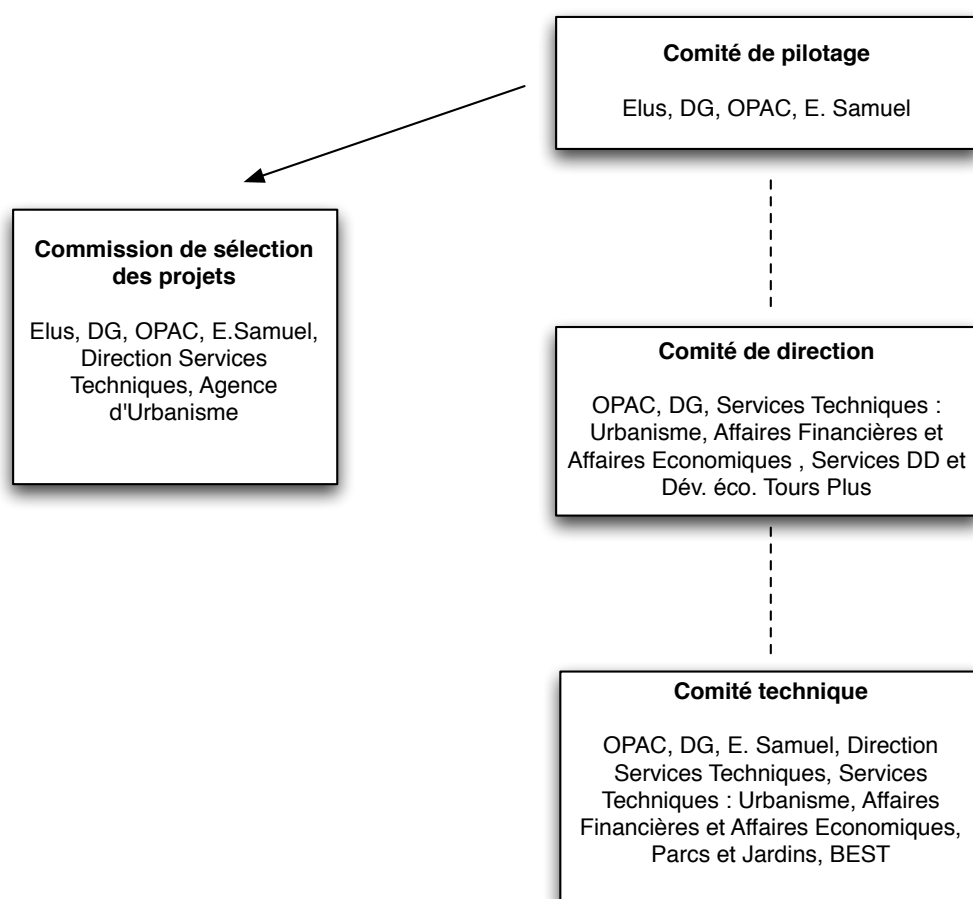 Comité de pilotage
Elus, DG, OPAC, E. Samuel
Commission de sélection
des projets
Elus, DG, OPAC, E.Samuel,
Direction Services
Techniques, Agence
d'Urbanisme
Comité de direction
OPAC, DG, Services Techniques :
Urbanisme, Affaires Financières et
Affaires Economiques , Services DD et
Dév. éco. Tours Plus
Comité technique
OPAC, DG, E. Samuel, Direction
Services Techniques, Services
Techniques : Urbanisme, Affaires
Financières et Affaires Economiques,
Parcs et Jardins, BEST